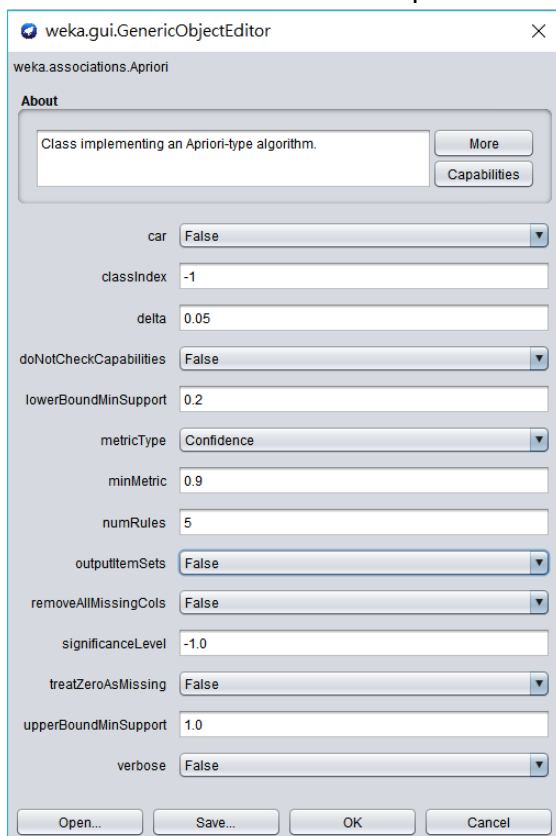 weka.gui.GenericObjectEditor
weka.associations.Apriori
About
Class implementing an Apriori-type algorithm.
More
Capabilities
car False
classIndex -1
delta 0.05
doNotCheckCapabilities False
lowerBoundMinSupport 0.2
metricType Confidence
minMetric 0.9
numRules 5
outputItemSets False
removeAllMissingCols False
significanceLevel -1.0
treatZeroAsMissing False
upperBoundMinSupport 1.0
verbose False
Open... Save... OK Cancel